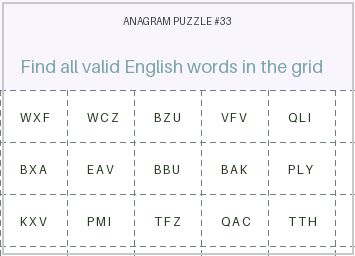 ANAGRAM PUZZLE #33
Find all valid English words in the grid
WXF WCZ BZU VFV QLI
BXA EAV BBU BAK PLY
KXV PMI TFZ QAC TTH